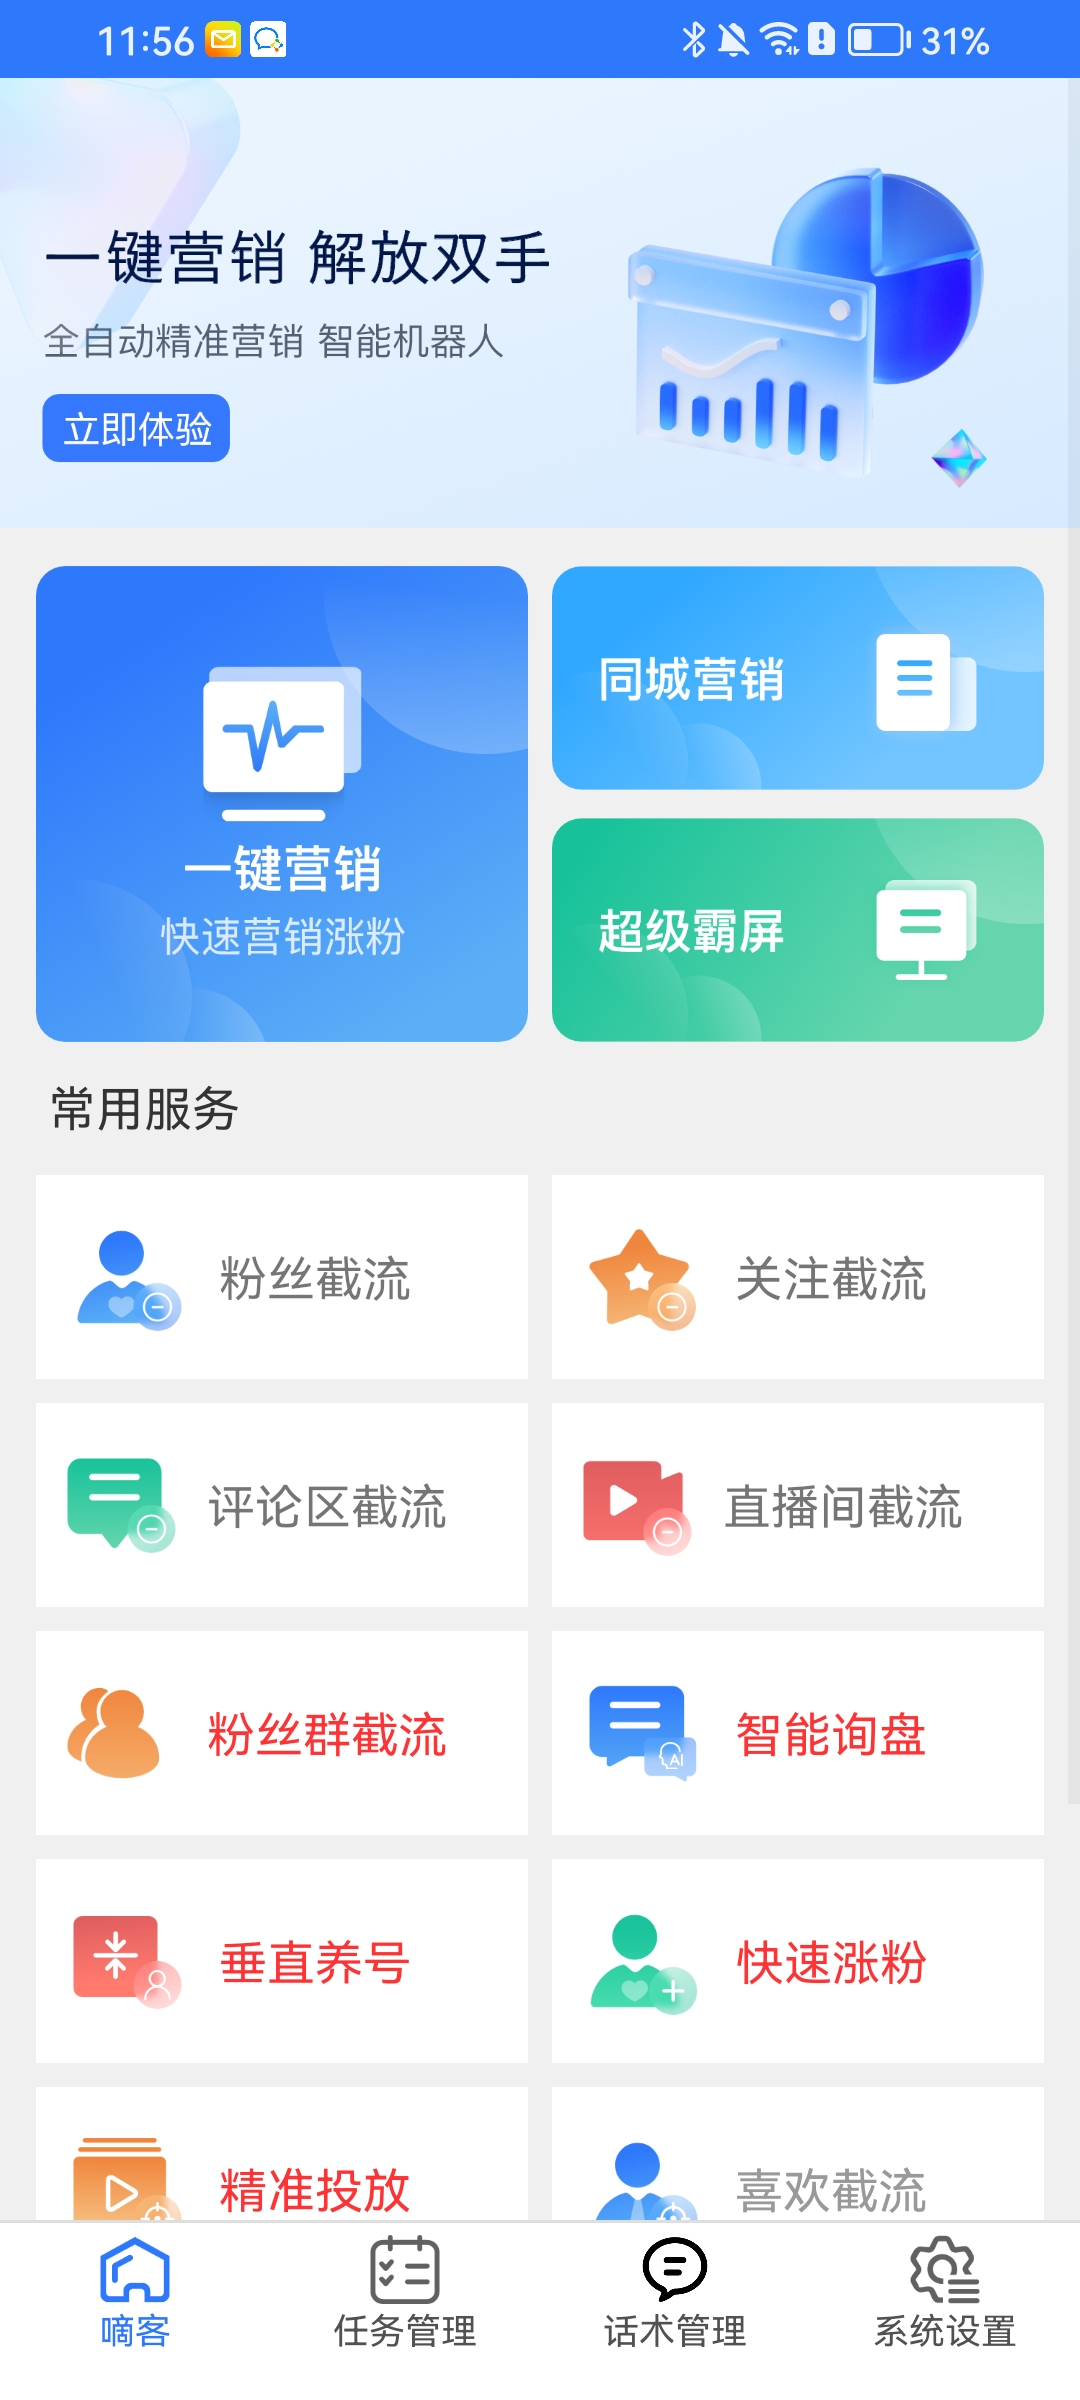 11:56
31%
一键营销 解放双手
全自动精准营销 智能机器人
立即体验
一键营销
快速营销涨粉
同城营销
超级霸屏
常用服务
粉丝截流
关注截流
评论区截流
直播间截流
粉丝群截流
智能询盘
AI
垂直养号
快速涨粉
精准投放
喜欢截流
嘀客
任务管理
话术管理
系统设置